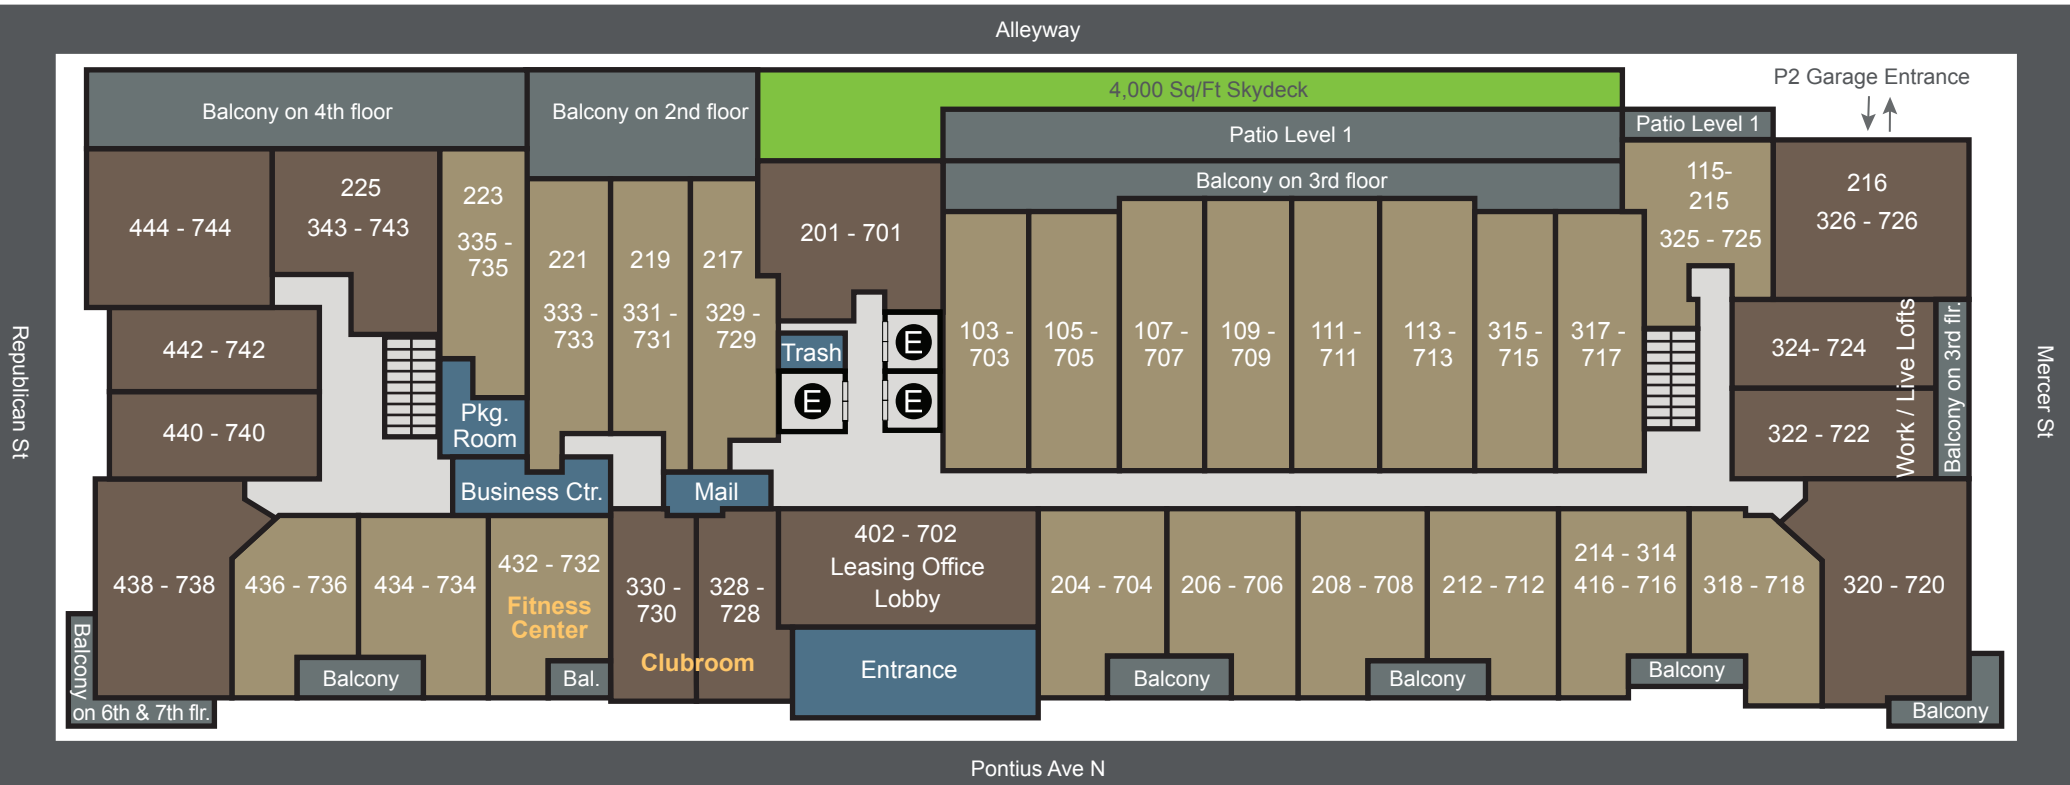 Alleyway
P2 Garage Entrance
4,000 Sq/Ft Skydeck
Balcony on 4th floor
Balcony on 2nd floor
Patio Level 1
Patio Level 1
Balcony on 3rd floor
444 - 744
225
343 - 743
223
335 -
735
221
333 -
733
219
331 -
731
217
329 -
729
201 - 701
103 -
703
105 -
705
107 -
707
109 -
709
111 -
711
113 -
713
315 -
715
317 -
717
115-
215
325 - 725
216
326 - 726
442 - 742
440 - 740
Trash
E
E
E
324- 724
322 - 722
Work / Live Lofts
Balcony on 3rd flr.
Republican St
Mercer St
Pkg.
Room
Business Ctr.
Mail
438 - 738
436 - 736
434 - 734
432 - 732
Fitness
Center
330 -
730
328 -
728
Clubroom
402 - 702
Leasing Office
Lobby
Entrance
204 - 704
206 - 706
208 - 708
212 - 712
214 - 314
416 - 716
318 - 718
320 - 720
Balcony
on 6th & 7th flr.
Balcony
Bal.
Balcony
Balcony
Balcony
Balcony
Pontius Ave N